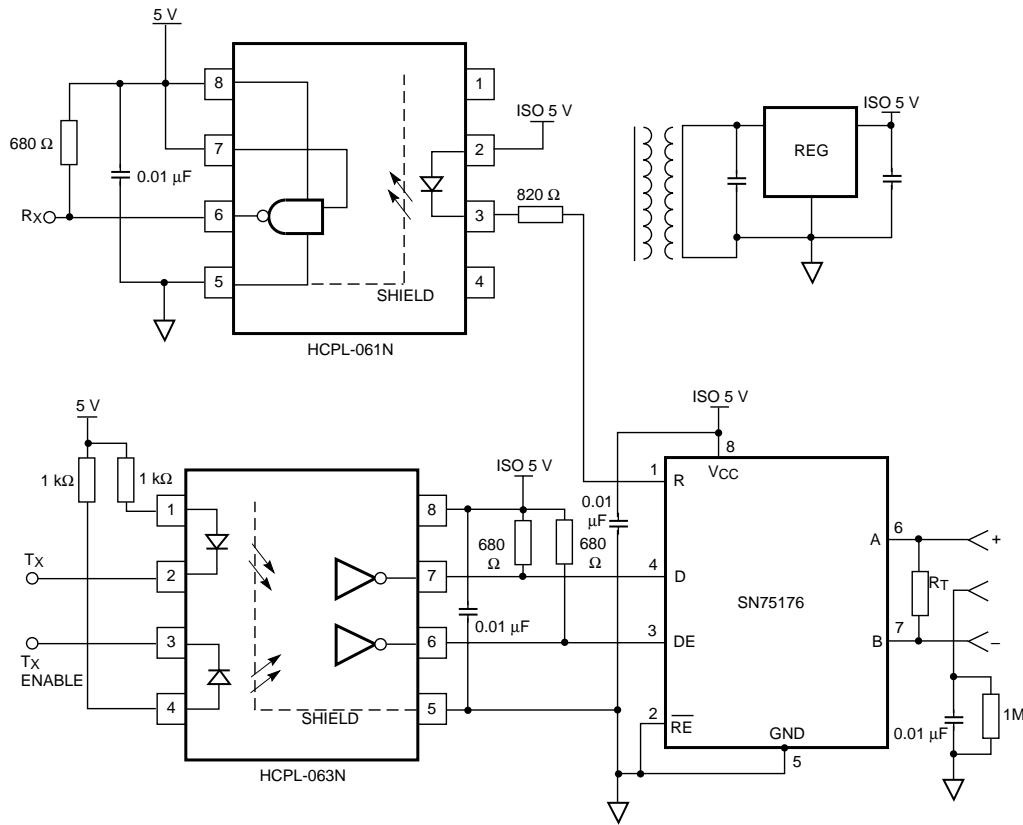 5 V
8
1
ISO 5 V
ISO 5 V
680 Ω
7
2
REG
0.01 µF
820 Ω
RX
6
3
5
4
SHIELD
HCPL-061N
5 V
ISO 5 V
8
1 kΩ
1 kΩ
ISO 5 V
1
R
VCC
1
8
0.01
µF
6
A
+
680
Ω
680
Ω
TX
2
7
4
D
RT
SN75176
0.01 µF
3
6
3
DE
7
B
–
TX
ENABLE
4
5
2
RE
GND
SHIELD
0.01 µF
1M
5
HCPL-063N